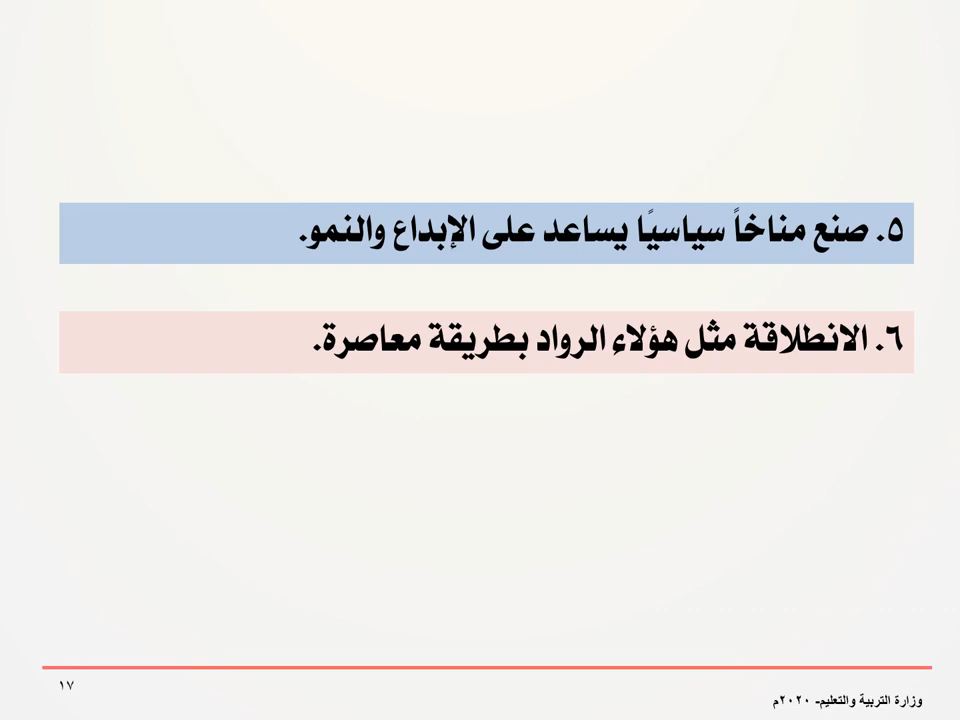 ٥. صنع مناخاً سياسيًا يساعد على الإبداع والنمو.
٦. الانطلاقة مثل هؤلاء الرواد بطريقة معاصرة.
١٧
وزارة التربية والتعليم- ٢٠٢٠م